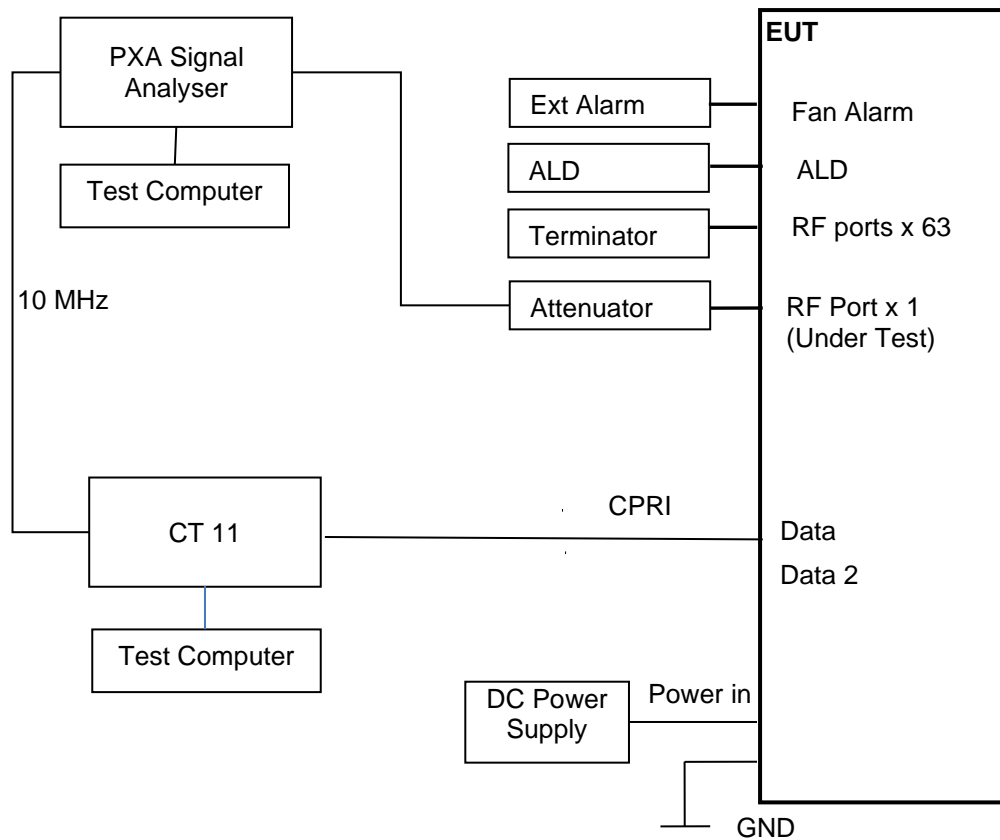 EUT
PXA Signal
Analyser
Ext Alarm
Fan Alarm
Test Computer
ALD
ALD
Terminator
RF ports x 63
10 MHz
Attenuator
RF Port x 1
(Under Test)
CPRI
CT 11
Data
Data 2
Test Computer
DC Power
Supply
Power in
GND